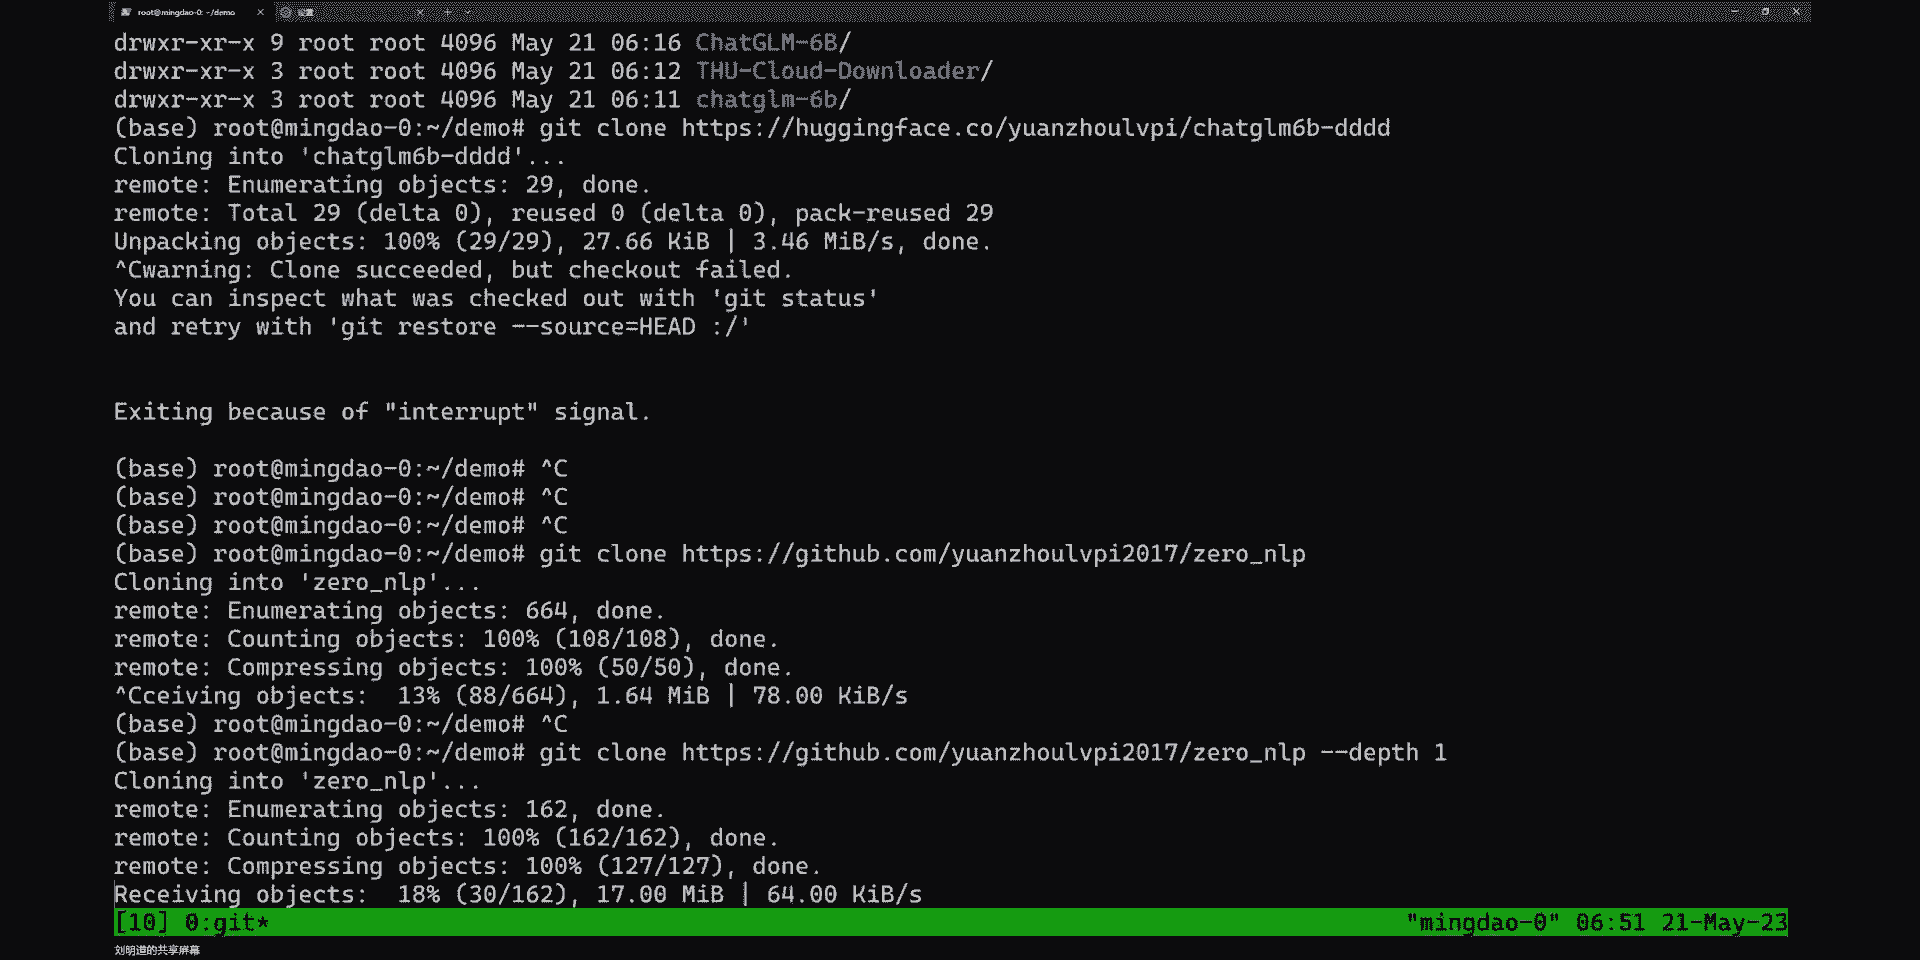 root@mingdao-0: ~/demo
drwxr-xr-x 9 root root 4096 May 21 06:16 ChatGLM-6B/
drwxr-xr-x 3 root root 4096 May 21 06:12 THU-Cloud-Downloader/
drwxr-xr-x 3 root root 4096 May 21 06:11 chatglm-6b/
(base) root@mingdao-0:~/demo# git clone https://huggingface.co/yuanzhoulvpi/chatglm6b-dddd
Cloning into 'chatglm6b-dddd'...
remote: Enumerating objects: 29, done.
remote: Total 29 (delta 0), reused 0 (delta 0), pack-reused 29
Unpacking objects: 100% (29/29), 27.66 KiB | 3.46 MiB/s, done.
^Cwarning: Clone succeeded, but checkout failed.
You can inspect what was checked out with 'git status'
and retry with 'git restore --source=HEAD :/'
Exiting because of "interrupt" signal.
(base) root@mingdao-0:~/demo# ^C
(base) root@mingdao-0:~/demo# ^C
(base) root@mingdao-0:~/demo# ^C
(base) root@mingdao-0:~/demo# git clone https://github.com/yuanzhoulvpi2017/zero_nlp
Cloning into 'zero_nlp'...
remote: Enumerating objects: 664, done.
remote: Counting objects: 100% (108/108), done.
remote: Compressing objects: 100% (50/50), done.
^Cceiving objects:  13% (88/664), 1.64 MiB | 78.00 KiB/s
(base) root@mingdao-0:~/demo# ^C
(base) root@mingdao-0:~/demo# git clone https://github.com/yuanzhoulvpi2017/zero_nlp --depth 1
Cloning into 'zero_nlp'...
remote: Enumerating objects: 162, done.
remote: Counting objects: 100% (162/162), done.
remote: Compressing objects: 100% (127/127), done.
Receiving objects:  18% (30/162), 17.00 MiB | 64.00 KiB/s
[10] 0:git* "mingdao-0" 06:51 21-May-23
刘明道的共享屏幕